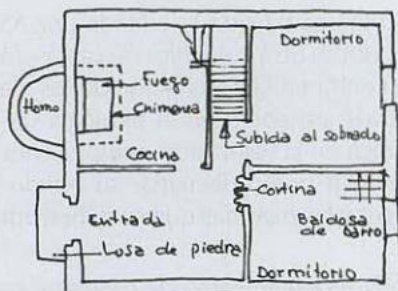 Dormitorio
Fuego
Horno
Chimenea
Subida al sobrado
Cocina
Cortina
Entrada
Baldosa
de barro
Losa de piedra
Dormitorio